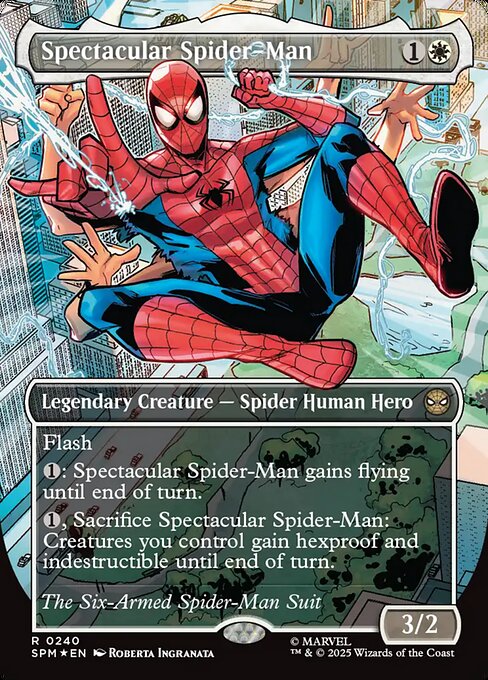 Spectacular Spider-Man 1
Legendary Creature — Spider Human Hero
Flash
1: Spectacular Spider-Man gains flying
until end of turn.
1, Sacrifice Spectacular Spider-Man:
Creatures you control gain hexproof and
indestructible until end of turn.
The Six-Armed Spider-Man Suit
3/2
R 0240
SPM★EN Roberta Ingranata
© MARVEL
™ & © 2025 Wizards of the Coast